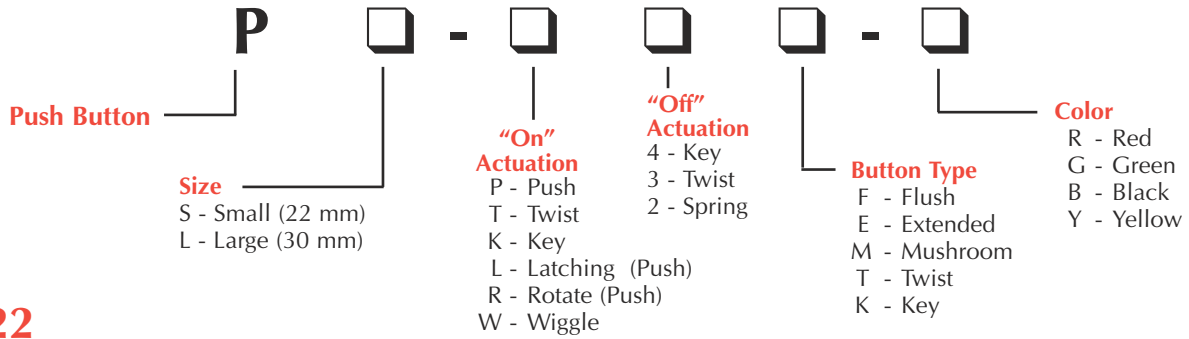 P - -
Push Button
Size
S - Small (22 mm)
L - Large (30 mm)
“On”
Actuation
P - Push
T - Twist
K - Key
L - Latching (Push)
R - Rotate (Push)
W - Wiggle
“Off”
Actuation
4 - Key
3 - Twist
2 - Spring
Button Type
F - Flush
E - Extended
M - Mushroom
T - Twist
K - Key
Color
R - Red
G - Green
B - Black
Y - Yellow
22